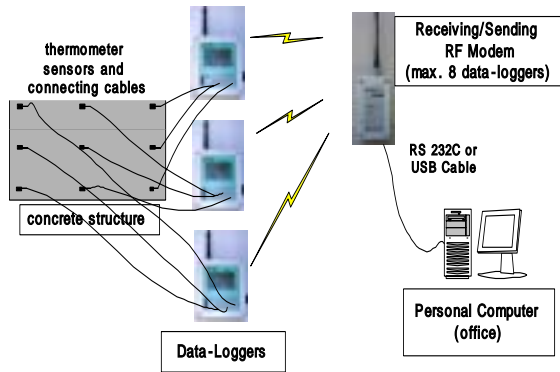 thermometer
sensors and
connecting cables
concrete structure
Data-Loggers
Receiving/Sending
RF Modem
(max. 8 data-loggers)
RS 232C or
USB Cable
Personal Computer
(office)